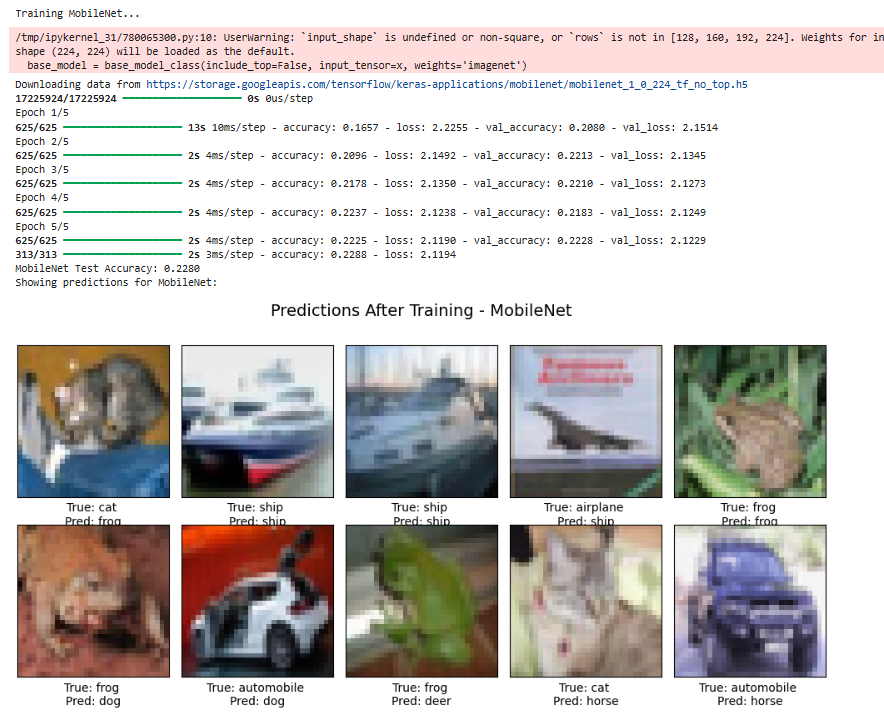 Training MobileNet...
/tmp/ipykernel_31/780065300.py:10: UserWarning: `input_shape` is undefined or non-square, or `rows` is not in [128, 160, 192, 224]. Weights for in
shape (224, 224) will be loaded as the default.
base_model = base_model_class(include_top=False, input_tensor=x, weights='imagenet')
Downloading data from https://storage.googleapis.com/tensorflow/keras-applications/mobilenet/mobilenet_1_0_224_tf_no_top.h5
17225924/17225924 0s 0us/step
Epoch 1/5
625/625 13s 10ms/step - accuracy: 0.1657 - loss: 2.2255 - val_accuracy: 0.2080 - val_loss: 2.1514
Epoch 2/5
625/625 2s 4ms/step - accuracy: 0.2096 - loss: 2.1492 - val_accuracy: 0.2213 - val_loss: 2.1345
Epoch 3/5
625/625 2s 4ms/step - accuracy: 0.2178 - loss: 2.1350 - val_accuracy: 0.2210 - val_loss: 2.1273
Epoch 4/5
625/625 2s 4ms/step - accuracy: 0.2237 - loss: 2.1238 - val_accuracy: 0.2183 - val_loss: 2.1249
Epoch 5/5
625/625 2s 4ms/step - accuracy: 0.2225 - loss: 2.1190 - val_accuracy: 0.2228 - val_loss: 2.1229
313/313 2s 3ms/step - accuracy: 0.2288 - loss: 2.1194
MobileNet Test Accuracy: 0.2280
Showing predictions for MobileNet:
Predictions After Training - MobileNet
True: cat
Pred: frog
True: ship
Pred: ship
True: ship
Pred: ship
True: airplane
Pred: ship
True: frog
Pred: frog
True: frog
Pred: dog
True: automobile
Pred: dog
True: frog
Pred: deer
True: cat
Pred: horse
True: automobile
Pred: horse